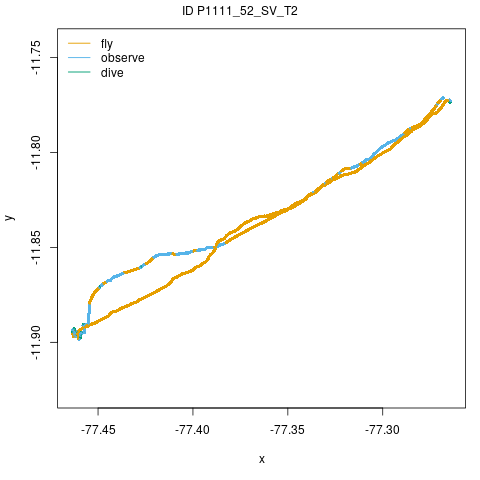 ID P1111_52_SV_T2
fly
observe
dive
y
-11.75
-11.80
-11.85
-11.90
-77.45
-77.40
-77.35
-77.30
x